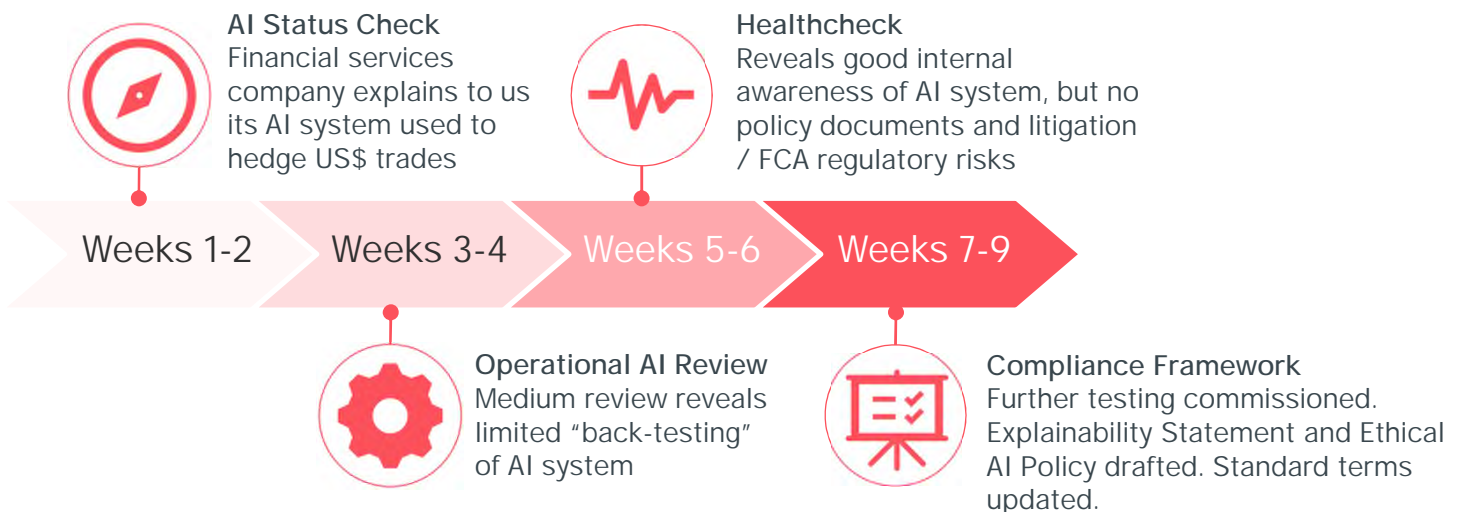 AI Status Check
Financial services
company explains to us
its AI system used to
hedge US$ trades
Healthcheck
Reveals good internal
awareness of AI system, but no
policy documents and litigation
/ FCA regulatory risks
Weeks 1-2
Weeks 3-4
Weeks 5-6
Weeks 7-9
Operational AI Review
Medium review reveals
limited “back-testing”
of AI system
Compliance Framework
Further testing commissioned.
Explainability Statement and Ethical
AI Policy drafted. Standard terms
updated.